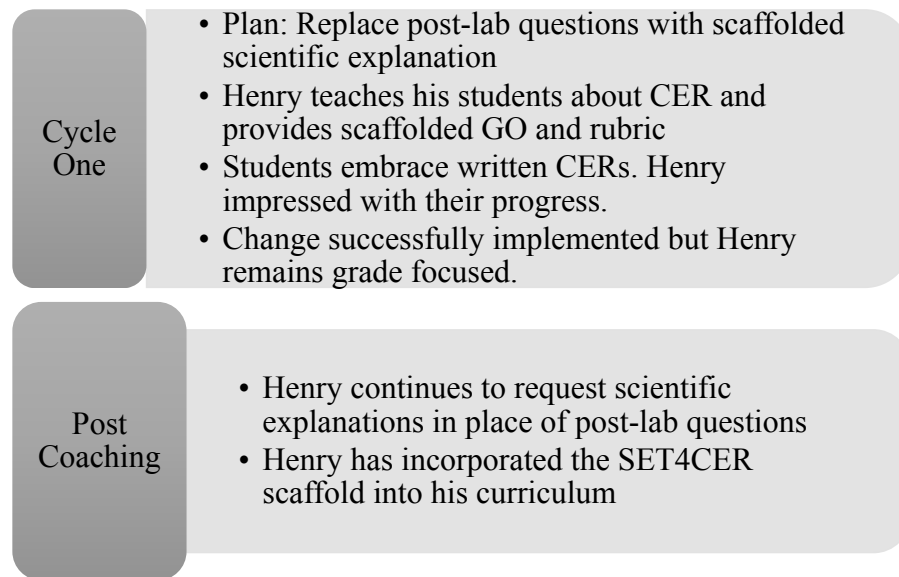 Cycle
One
• Plan: Replace post-lab questions with scaffolded
scientific explanation
• Henry teaches his students about CER and
provides scaffolded GO and rubric
• Students embrace written CERs. Henry
impressed with their progress.
• Change successfully implemented but Henry
remains grade focused.
Post
Coaching
• Henry continues to request scientific
explanations in place of post-lab questions
• Henry has incorporated the SET4CER
scaffold into his curriculum